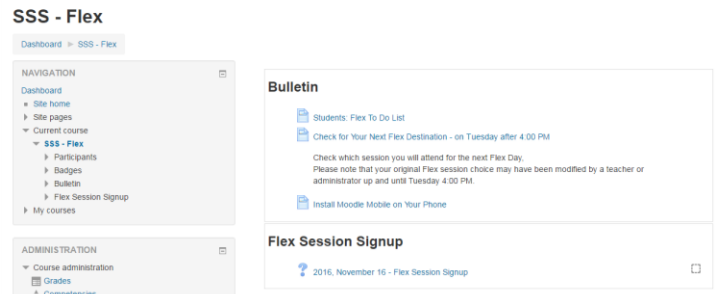 SSS - Flex
Dashboard
SSS - Flex
NAVIGATION
Dashboard
Site home
Site pages
Current course
SSS - Flex
Participants
Badges
Bulletin
Flex Session Signup
My courses
ADMINISTRATION
Course administration
Grades
Competencies
Bulletin
Students: Flex To Do List
Check for Your Next Flex Destination - on Tuesday after 4:00 PM
Check which session you will attend for the next Flex Day,
Please note that your original Flex session choice may have been modified by a teacher or
administrator up and until Tuesday 4:00 PM.
Install Moodle Mobile on Your Phone
Flex Session Signup
2016, November 16 - Flex Session Signup